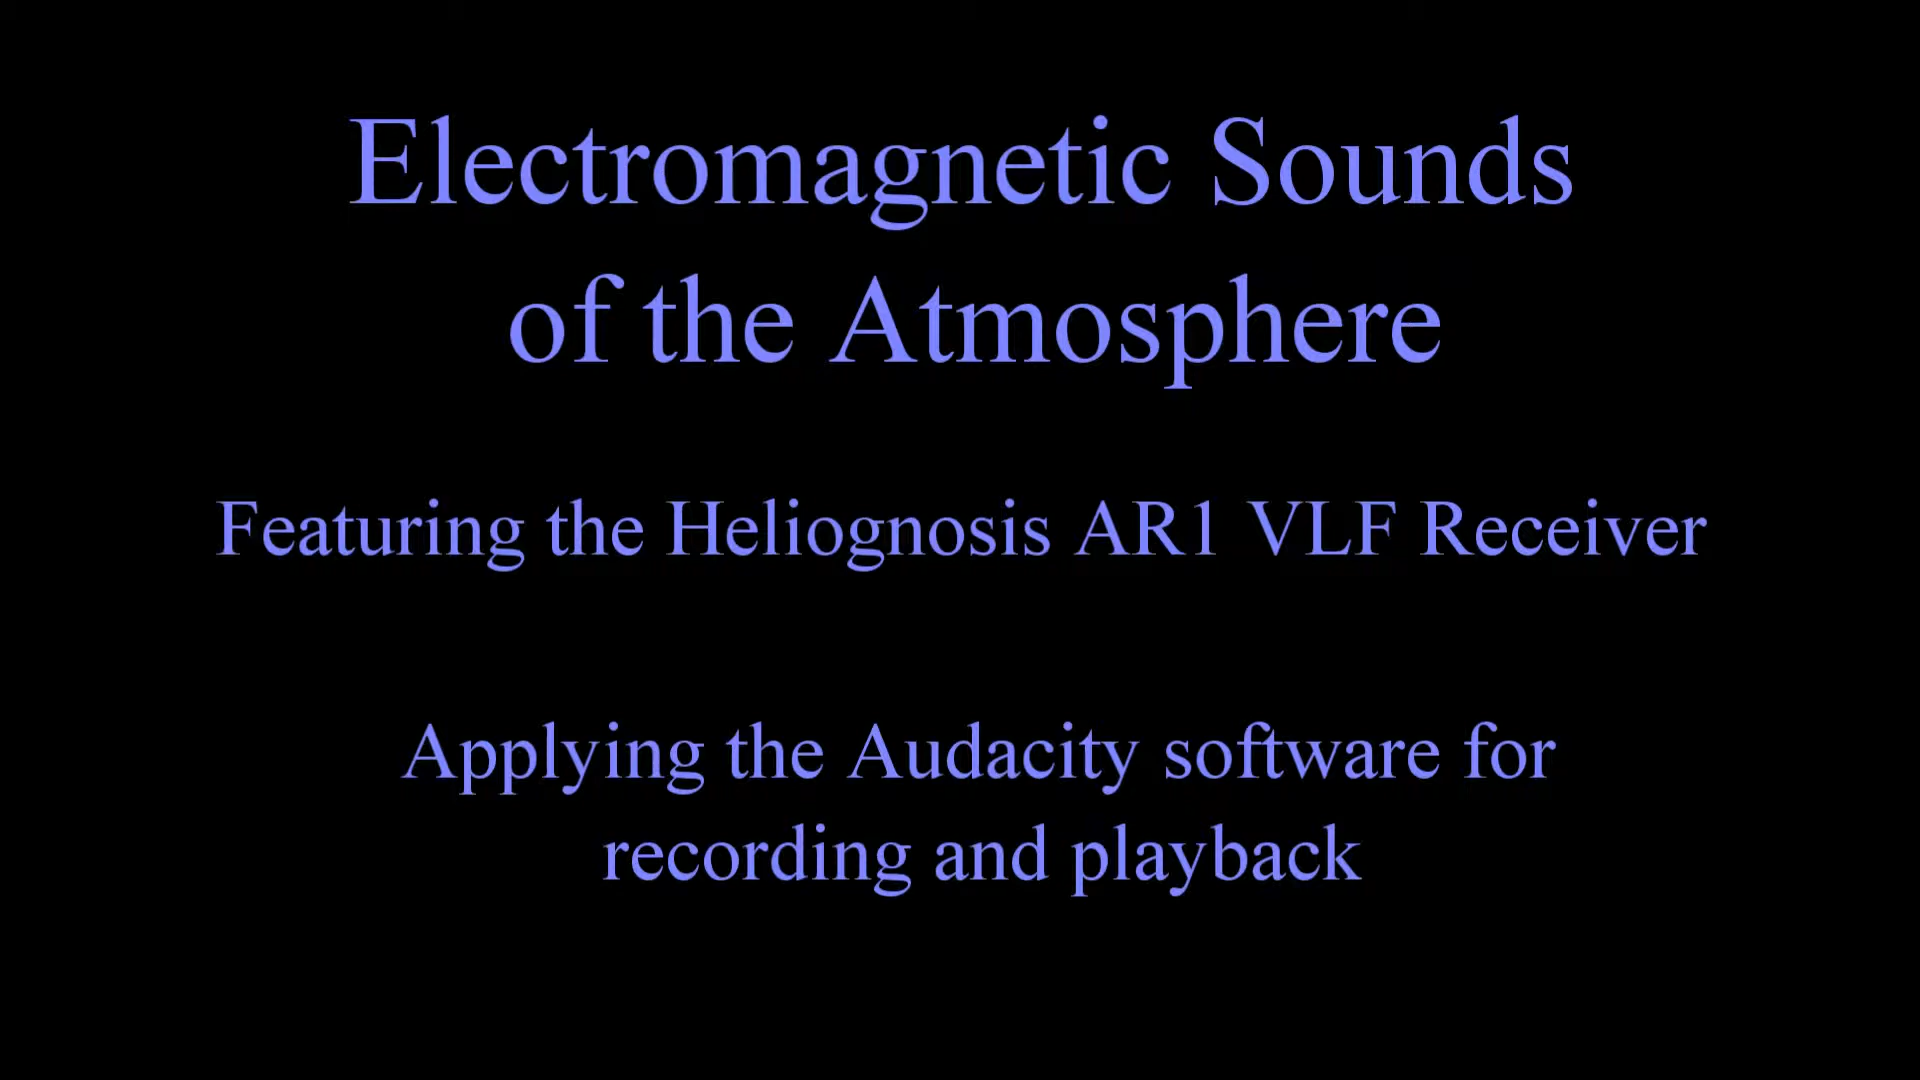 Electromagnetic Sounds
of the Atmosphere
Featuring the Heliognosis AR1 VLF Receiver
Applying the Audacity software for
recording and playback